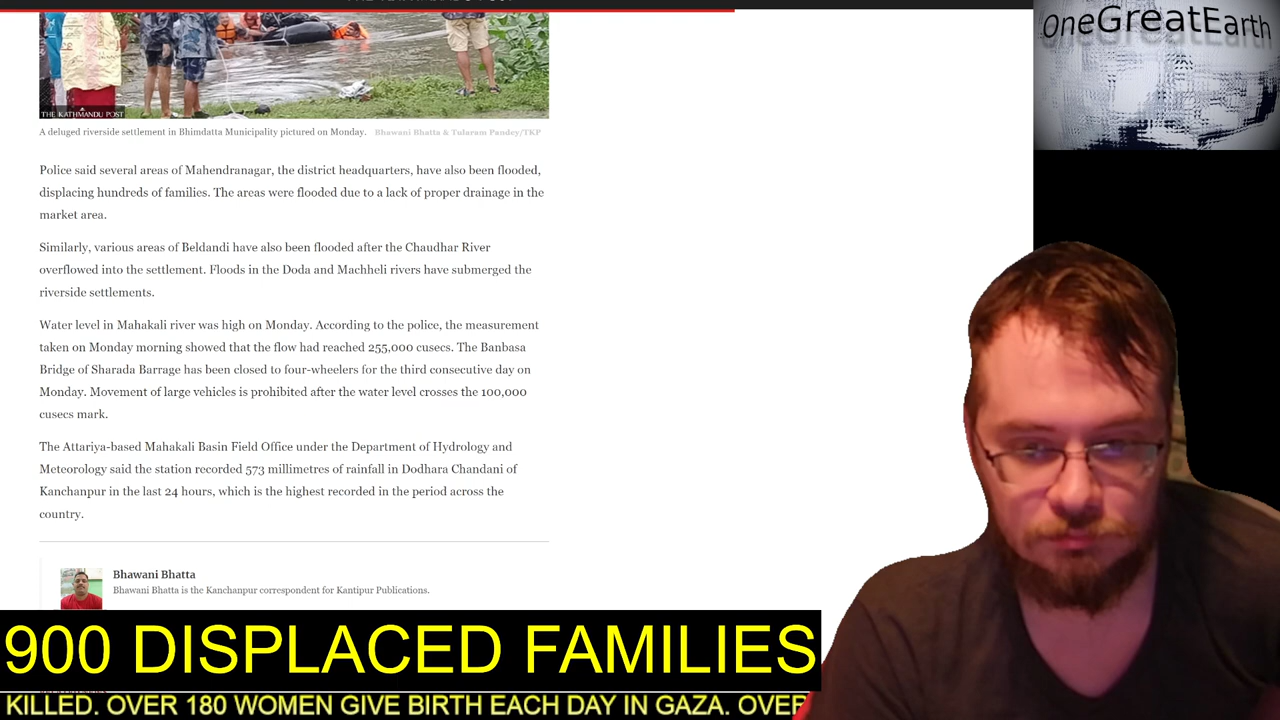 OneGreatEarth
THE KATHMANDU POST
A deluged riverside settlement in Bhimdatta Municipality pictured on Monday. Bhawani Bhatta & Tularam Pandey/TKP
Police said several areas of Mahendranagar, the district headquarters, have also been flooded,
displacing hundreds of families. The areas were flooded due to a lack of proper drainage in the
market area.
Similarly, various areas of Beldandi have also been flooded after the Chaudhar River
overflowed into the settlement. Floods in the Doda and Machheli rivers have submerged the
riverside settlements.
Water level in Mahakali river was high on Monday. According to the police, the measurement
taken on Monday morning showed that the flow had reached 255,000 cusecs. The Banbasa
Bridge of Sharada Barrage has been closed to four-wheelers for the third consecutive day on
Monday. Movement of large vehicles is prohibited after the water level crosses the 100,000
cusecs mark.
The Attariya-based Mahakali Basin Field Office under the Department of Hydrology and
Meteorology said the station recorded 573 millimetres of rainfall in Dodhara Chandani of
Kanchanpur in the last 24 hours, which is the highest recorded in the period across the
country.
Bhawani Bhatta
Bhawani Bhatta is the Kanchanpur correspondent for Kantipur Publications.
900 DISPLACED FAMILIES
KILLED. OVER 180 WOMEN GIVE BIRTH EACH DAY IN GAZA. OVER